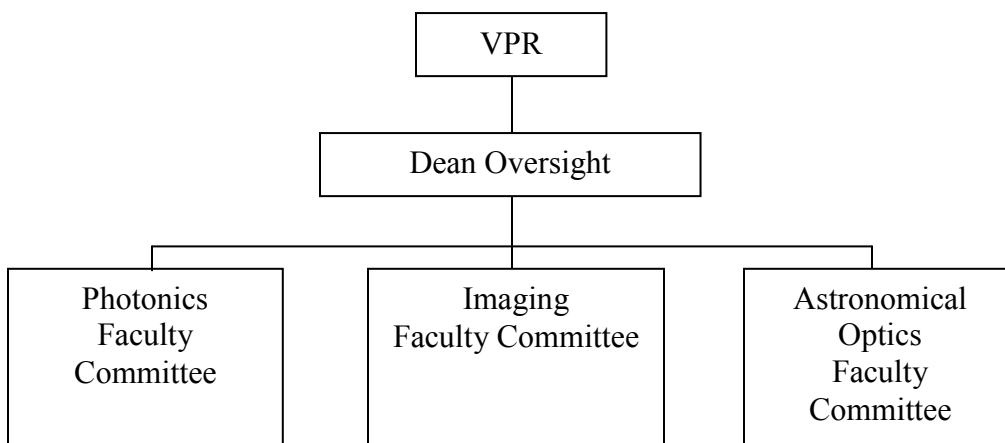 VPR
Dean Oversight
Photonics
Faculty
Committee
Imaging
Faculty Committee
Astronomical
Optics
Faculty
Committee